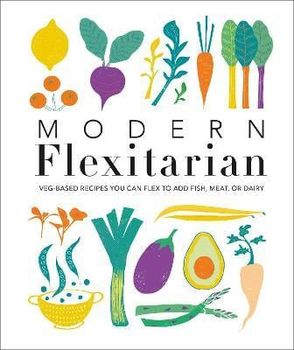 MODERN
Flexitarian
VEG-BASED RECIPES YOU CAN FLEX TO ADD FISH, MEAT, OR DAIRY